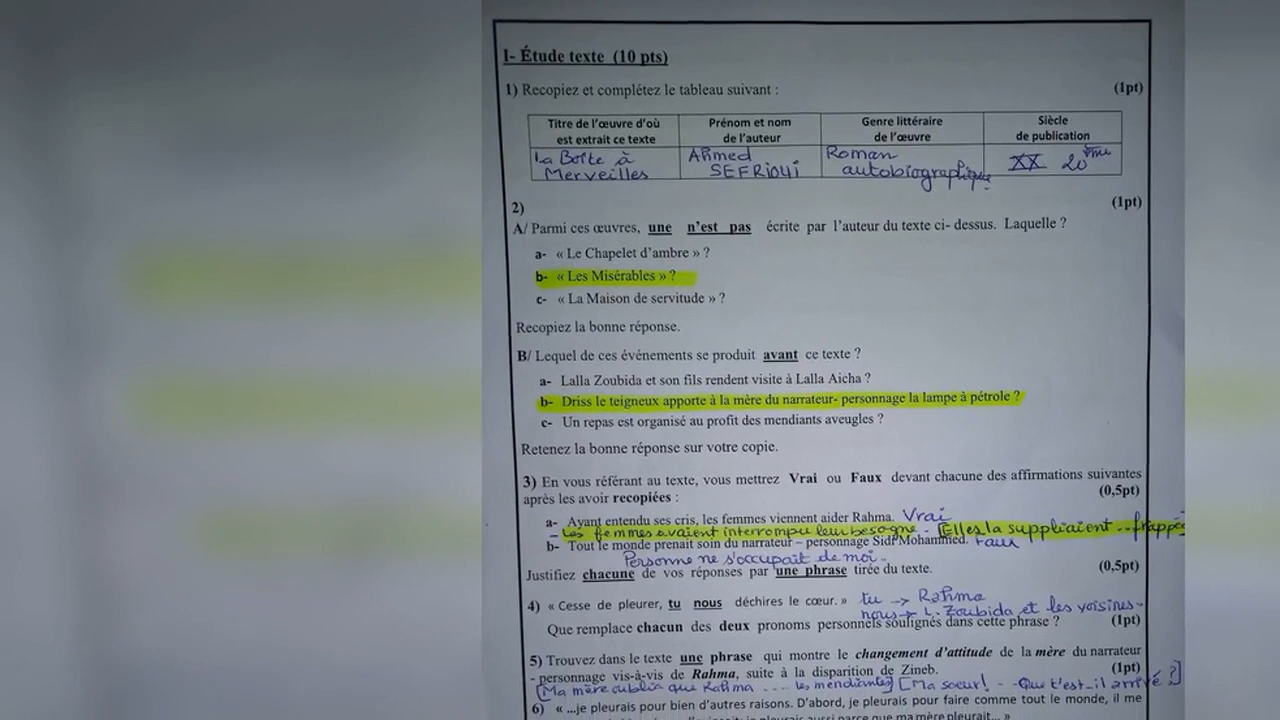 I- Étude texte (10 pts)
1) Recopiez et complétez le tableau suivant : (1pt)
Titre de l'œuvre d'où est extrait ce texte
Prénom et nom de l'auteur
Genre littéraire de l'œuvre
Siècle de publication
La Boîte à Merveilles
Ahmed SEFRIOUI
Roman autobiographique
XX 20ème
2) (1pt)
A/ Parmi ces œuvres, une n'est pas écrite par l'auteur du texte ci- dessus. Laquelle ?
a- « Le Chapelet d'ambre » ?
b- « Les Misérables » ?
c- « La Maison de servitude » ?
Recopiez la bonne réponse.
B/ Lequel de ces événements se produit avant ce texte ?
a- Lalla Zoubida et son fils rendent visite à Lalla Aicha ?
b- Driss le teigneux apporte à la mère du narrateur- personnage la lampe à pétrole ?
c- Un repas est organisé au profit des mendiants aveugles ?
Retenez la bonne réponse sur votre copie.
3) En vous référant au texte, vous mettrez Vrai ou Faux devant chacune des affirmations suivantes
après les avoir recopiées : (0,5pt)
a- Ayant entendu ses cris, les femmes viennent aider Rahma. Vrai
- Les femmes avaient interrompu leur besogne - [Elles la suppliaient ... frappée
b- Tout le monde prenait soin du narrateur – personnage Sidi Mohammed. Faux
Personne ne s'occupait de moi.
Justifiez chacune de vos réponses par une phrase tirée du texte. (0,5pt)
4) « Cesse de pleurer, tu nous déchires le cœur. » tu → Rahma
nous → L. Zoubida et les voisines-
Que remplace chacun des deux pronoms personnels soulignés dans cette phrase ? (1pt)
5) Trouvez dans le texte une phrase qui montre le changement d'attitude de la mère du narrateur
- personnage vis-à-vis de Rahma, suite à la disparition de Zineb. (1pt)
[Ma mère oublia que Rahma .... les mendiantes] [Ma soeur! - - Que t'est-il arrivé ?]
6) « ...je pleurais pour bien d'autres raisons. D'abord, je pleurais pour faire comme tout le monde, il me
je pleurais aussi parce que ma mère pleurait... »